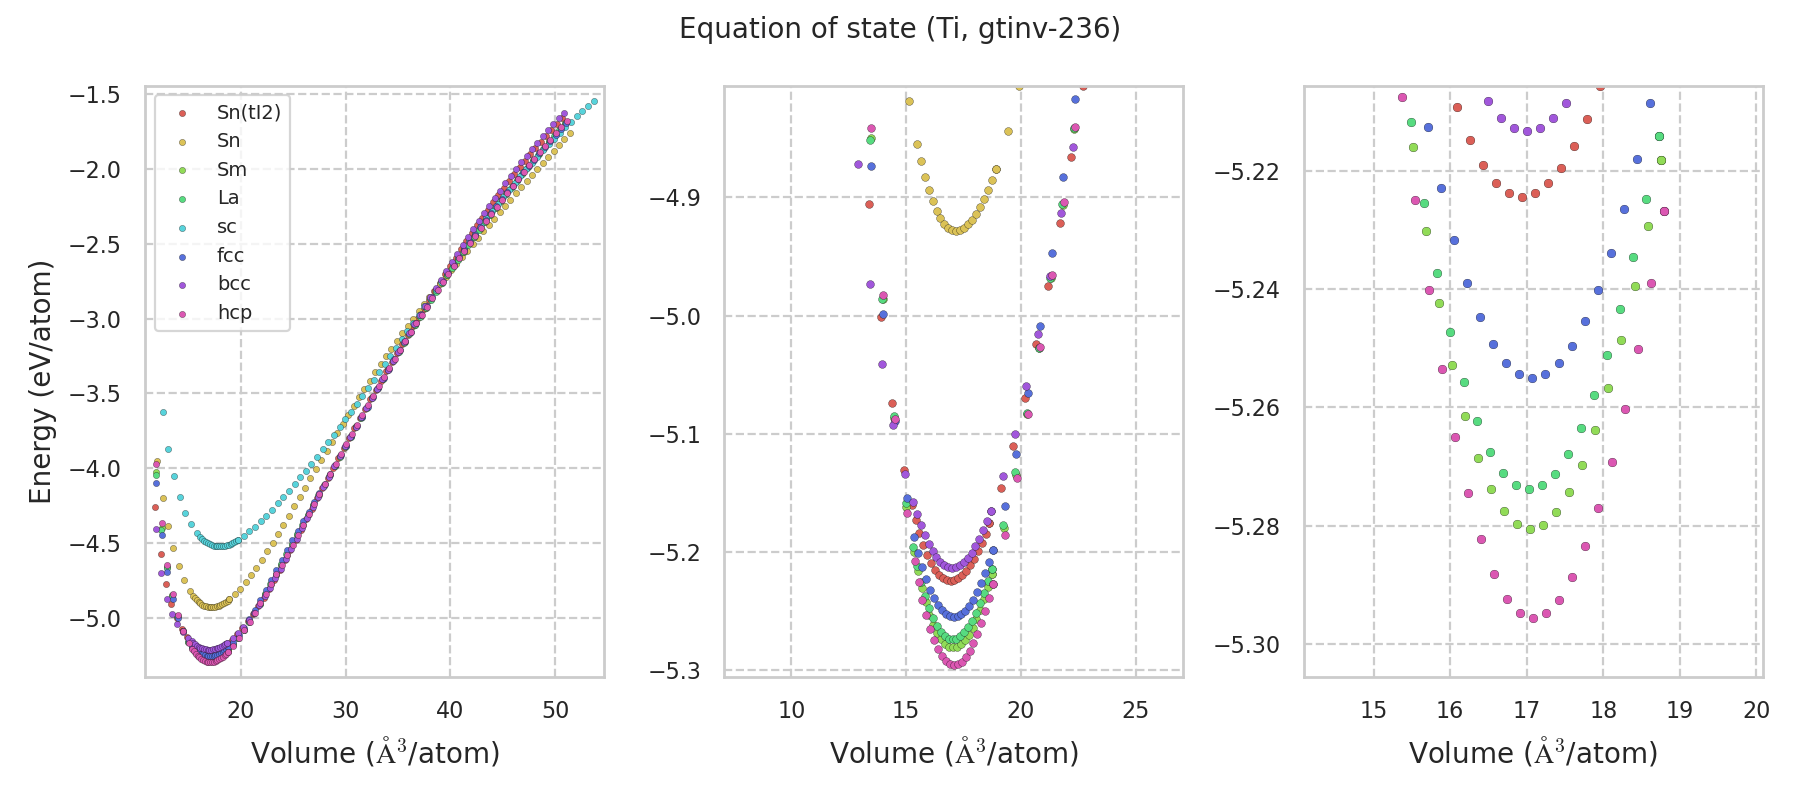 Equation of state (Ti, gtinv-236)
Energy (eV/atom)
−1.5
−2.0
−2.5
−3.0
−3.5
−4.0
−4.5
−5.0
Sn(tI2)
Sn
Sm
La
sc
fcc
bcc
hcp
20 30 40 50
Volume (Å³/atom)
−4.9
−5.0
−5.1
−5.2
−5.3
10 15 20 25
Volume (Å³/atom)
−5.22
−5.24
−5.26
−5.28
−5.30
15 16 17 18 19 20
Volume (Å³/atom)